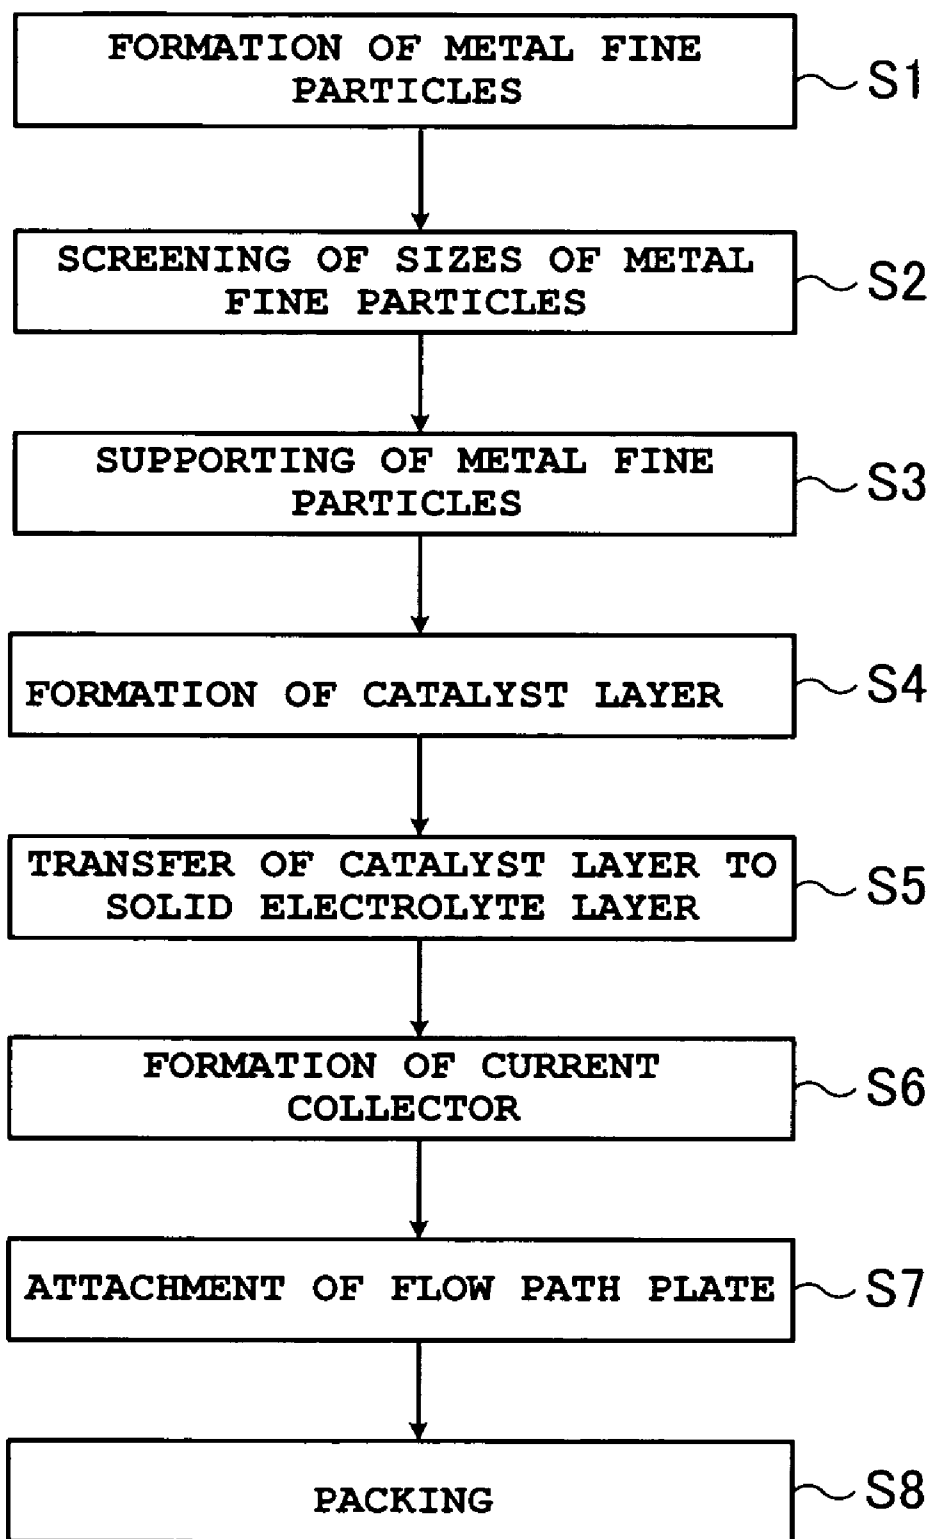 FORMATION OF METAL FINE
PARTICLES
S1
SCREENING OF SIZES OF METAL
FINE PARTICLES
S2
SUPPORTING OF METAL FINE
PARTICLES
S3
FORMATION OF CATALYST LAYER
S4
TRANSFER OF CATALYST LAYER TO
SOLID ELECTROLYTE LAYER
S5
FORMATION OF CURRENT
COLLECTOR
S6
ATTACHMENT OF FLOW PATH PLATE
S7
PACKING
S8